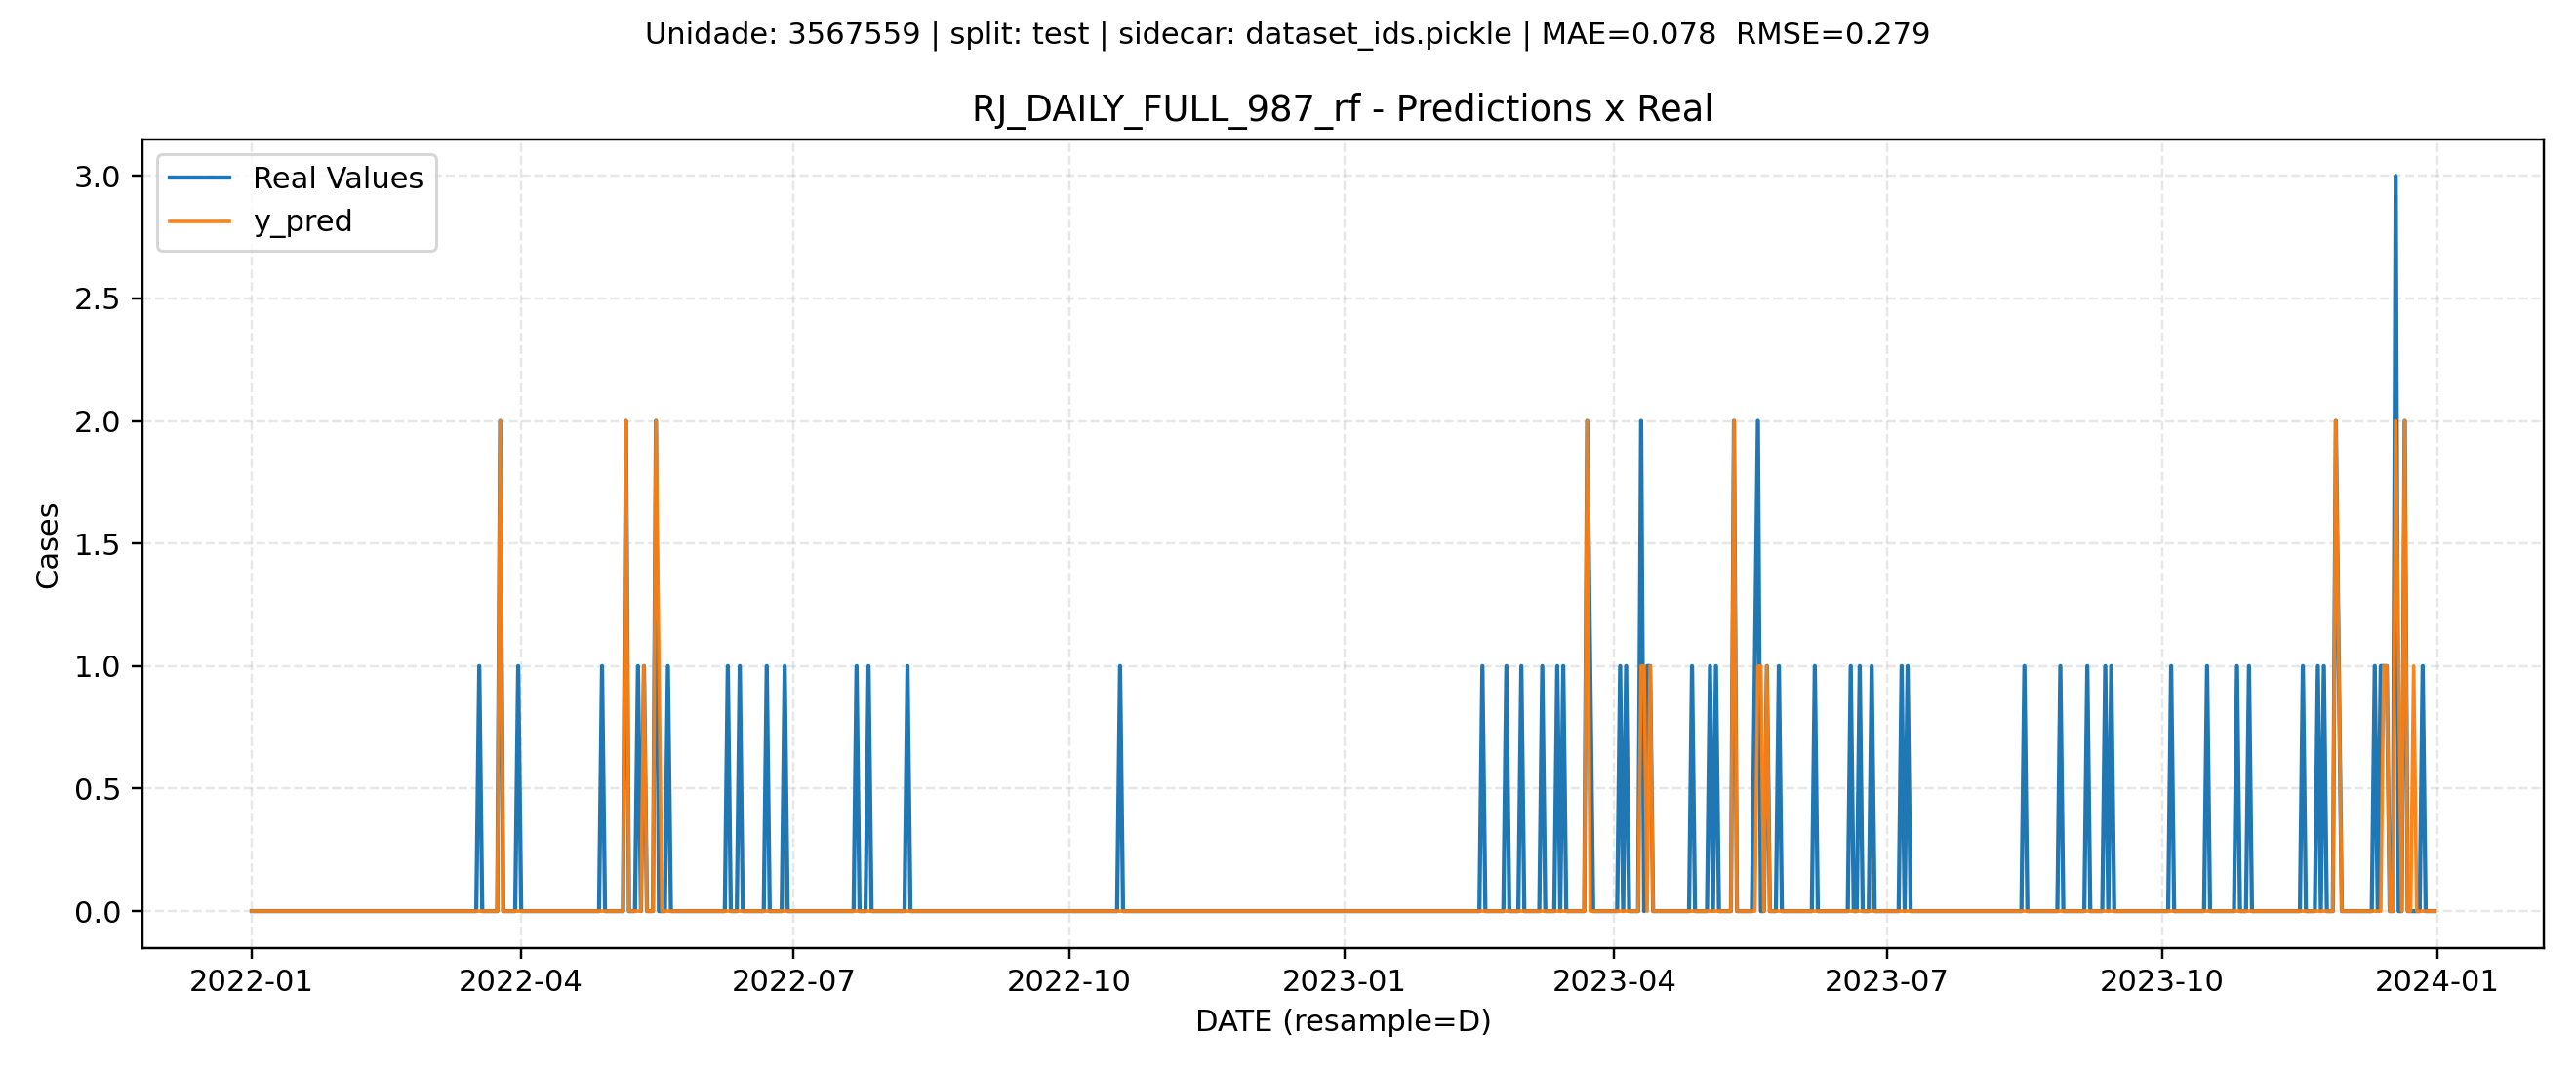 Unidade: 3567559 | split: test | sidecar: dataset_ids.pickle | MAE=0.078  RMSE=0.279
RJ_DAILY_FULL_987_rf - Predictions x Real
Real Values
y_pred
3.0
2.5
2.0
1.5
1.0
0.5
0.0
Cases
2022-01 2022-04 2022-07 2022-10 2023-01 2023-04 2023-07 2023-10 2024-01
DATE (resample=D)